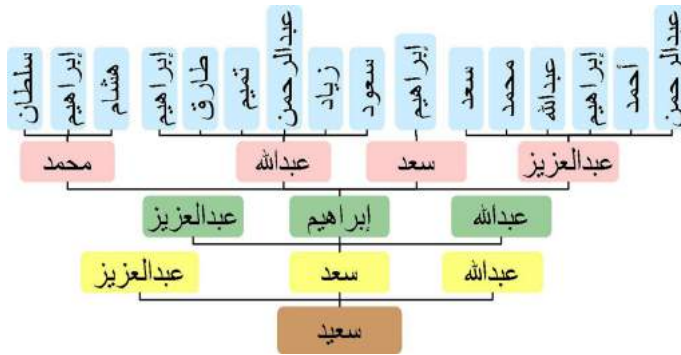 عبدالرحمن أحمد إبراهيم عبدالله محمد سعد إبراهيم سعود زياد عبدالرحمن تميم طارق إبراهيم هشام إبراهيم سلطان
عبدالعزيز سعد عبدالله محمد
عبدالله إبراهيم عبدالعزيز
عبدالله سعد عبدالعزيز
سعيد